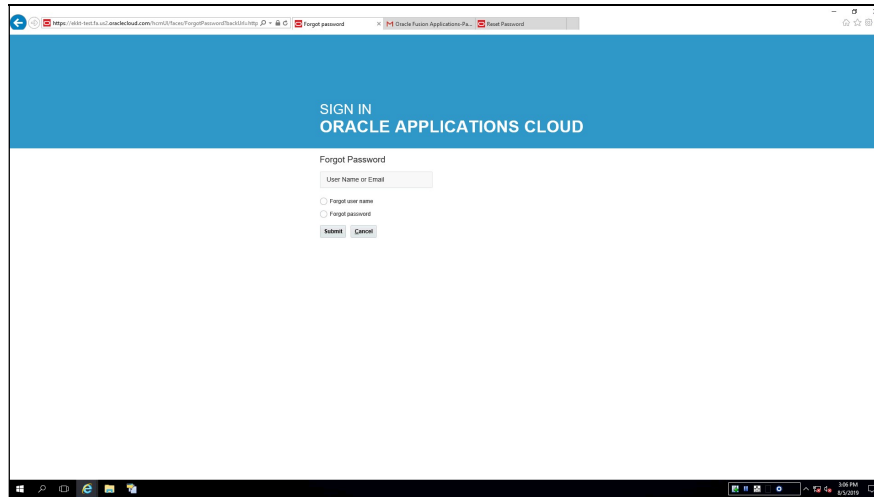 https://ekkt-test.fa.us2.oraclecloud.com/hcmUI/faces/ForgotPassword?backUrl=http
Forgot password
Oracle Fusion Applications-Pa...
Reset Password
SIGN IN
ORACLE APPLICATIONS CLOUD
Forgot Password
User Name or Email
Forgot user name
Forgot password
Submit
Cancel
3:06 PM
8/5/2019